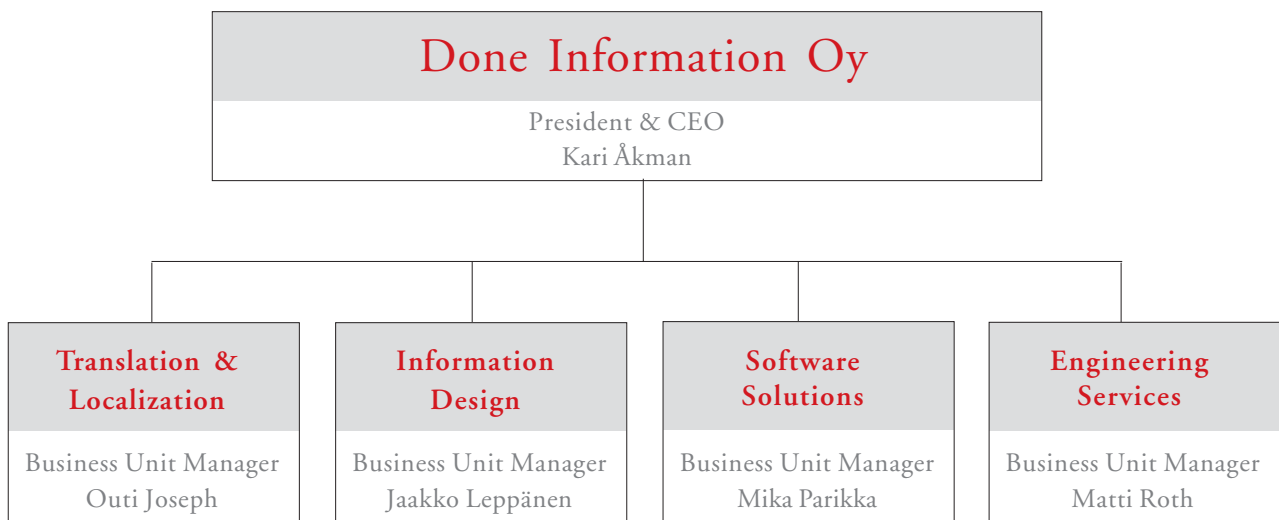 Done Information Oy
President & CEO
Kari Åkman
Translation &
Localization
Business Unit Manager
Outi Joseph
Information
Design
Business Unit Manager
Jaakko Leppänen
Software
Solutions
Business Unit Manager
Mika Parikka
Engineering
Services
Business Unit Manager
Matti Roth